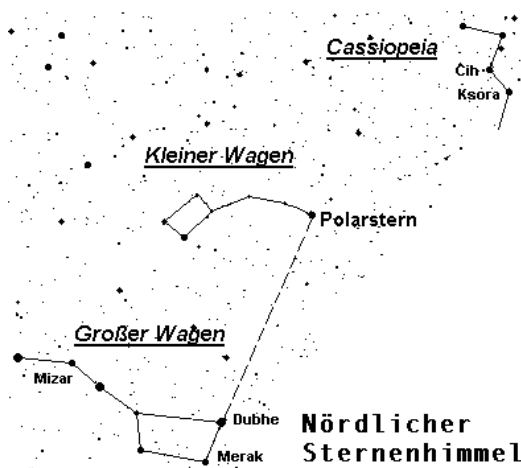 Cassiopeia
Cih
Ksora
Kleiner Wagen
Polarstern
Großer Wagen
Mizar
Dubhe
Merak
Nördlicher
Sternenhimmel